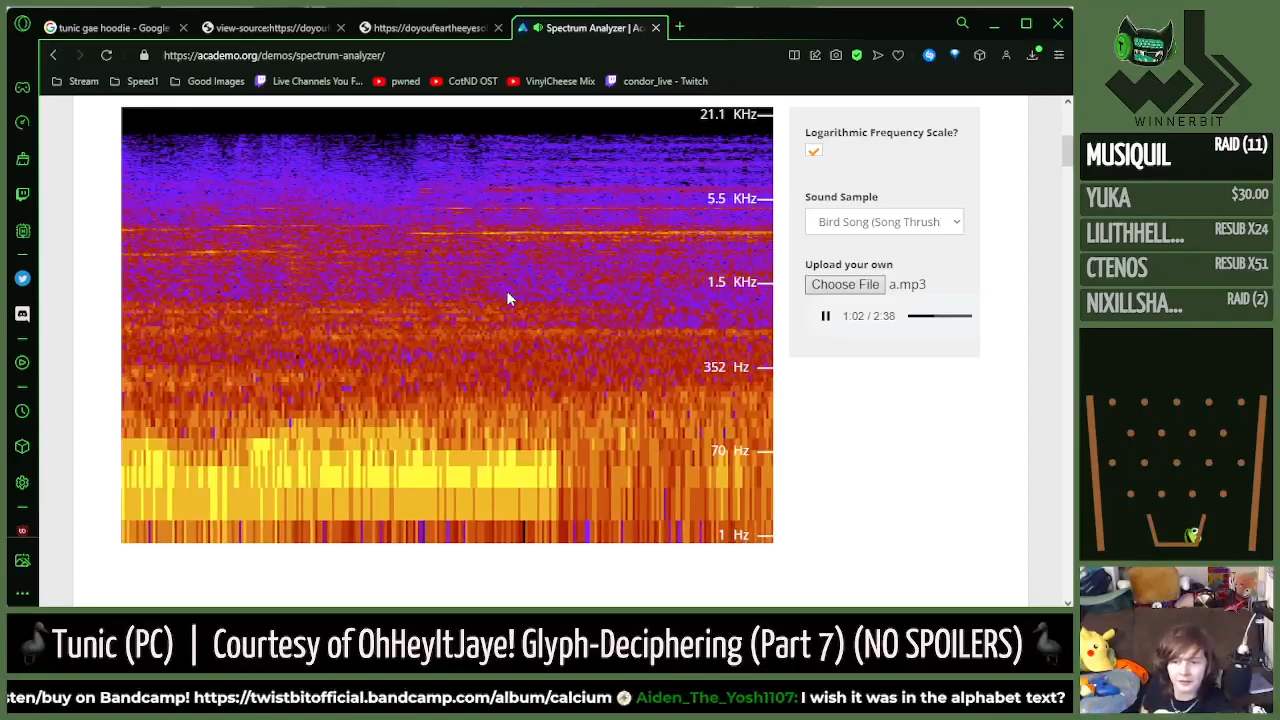 tunic gae hoodie - Google
view-source:https://doyouf
https://doyoufeartheeyesol
Spectrum Analyzer | Ac
https://academo.org/demos/spectrum-analyzer/
Stream
Speed1
Good Images
Live Channels You F...
pwned
CotND OST
VinylCheese Mix
condor_live - Twitch
21.1 KHz
5.5 KHz
1.5 KHz
352 Hz
70 Hz
1 Hz
Logarithmic Frequency Scale?
Sound Sample
Bird Song (Song Thrush
Upload your own
Choose File a.mp3
1:02 / 2:38
WINNERBIT
MUSIQUIL RAID (11)
YUKA $30.00
LILITHHELL... RESUB X24
CTENOS RESUB X51
NIXILLSHA... RAID (2)
Tunic (PC) | Courtesy of OhHeyItJaye! Glyph-Deciphering (Part 7) (NO SPOILERS)
sten/buy on Bandcamp! https://twistbitofficial.bandcamp.com/album/calcium Aiden_The_Yosh1107: I wish it was in the alphabet text?